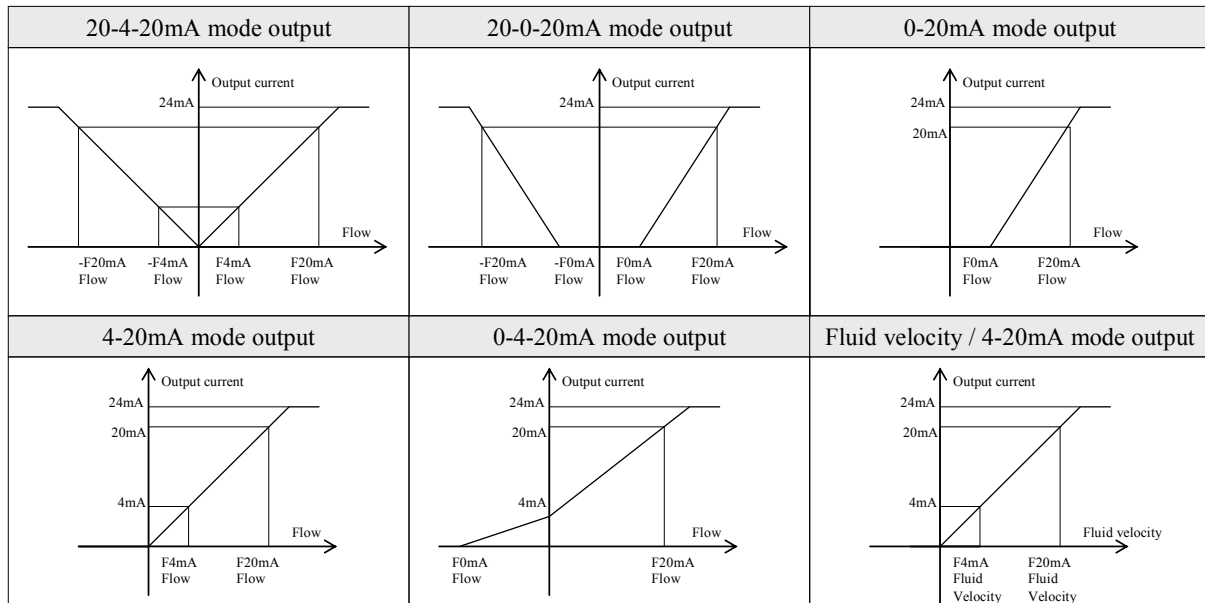 20-4-20mA mode output
20-0-20mA mode output
0-20mA mode output
Output current
24mA
Flow
-F20mA
Flow
-F4mA
Flow
F4mA
Flow
F20mA
Flow
Output current
24mA
Flow
-F20mA
Flow
-F0mA
Flow
F0mA
Flow
F20mA
Flow
Output current
24mA
20mA
Flow
F0mA
Flow
F20mA
Flow
4-20mA mode output
0-4-20mA mode output
Fluid velocity / 4-20mA mode output
Output current
24mA
20mA
4mA
Flow
F4mA
Flow
F20mA
Flow
Output current
24mA
20mA
4mA
Flow
F0mA
Flow
F20mA
Flow
Output current
24mA
20mA
4mA
Fluid velocity
F4mA
Fluid
Velocity
F20mA
Fluid
Velocity